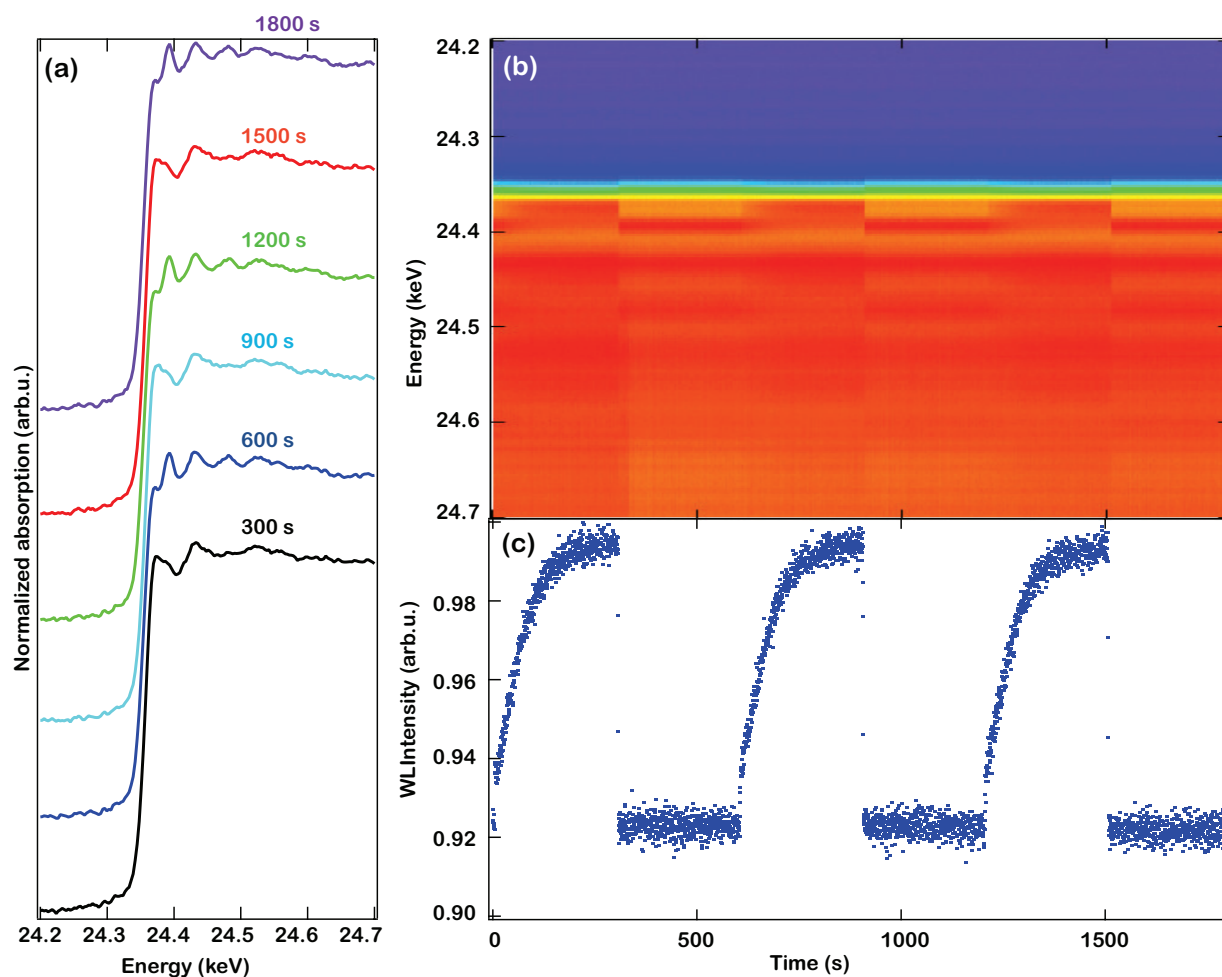 (a)
1800 s
1500 s
1200 s
900 s
600 s
300 s
Normalized absorption (arb.u.)
24.2 24.3 24.4 24.5 24.6 24.7
Energy (keV)
(b)
24.2
24.3
24.4
24.5
24.6
24.7
Energy (keV)
(c)
0.98
0.96
0.94
0.92
0.90
WLIntensity (arb.u.)
0 500 1000 1500
Time (s)